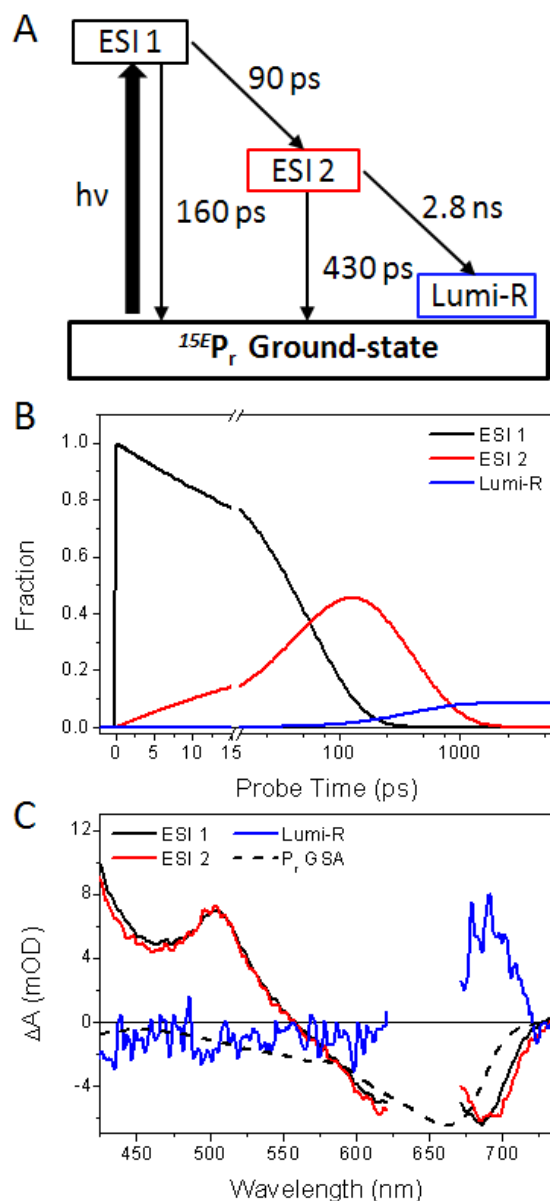 A
ESI 1
90 ps
ESI 2
hν
160 ps
2.8 ns
430 ps
Lumi-R
15E Pr Ground-state
B
1.0
0.8
0.6
0.4
0.2
0.0
ESI 1
ESI 2
Lumi-R
Fraction
0 5 10 15 100 1000
Probe Time (ps)
C
ESI 1 Lumi-R
ESI 2 Pr GSA
12
8
4
0
-4
ΔA (mOD)
450 500 550 600 650 700
Wavelength (nm)